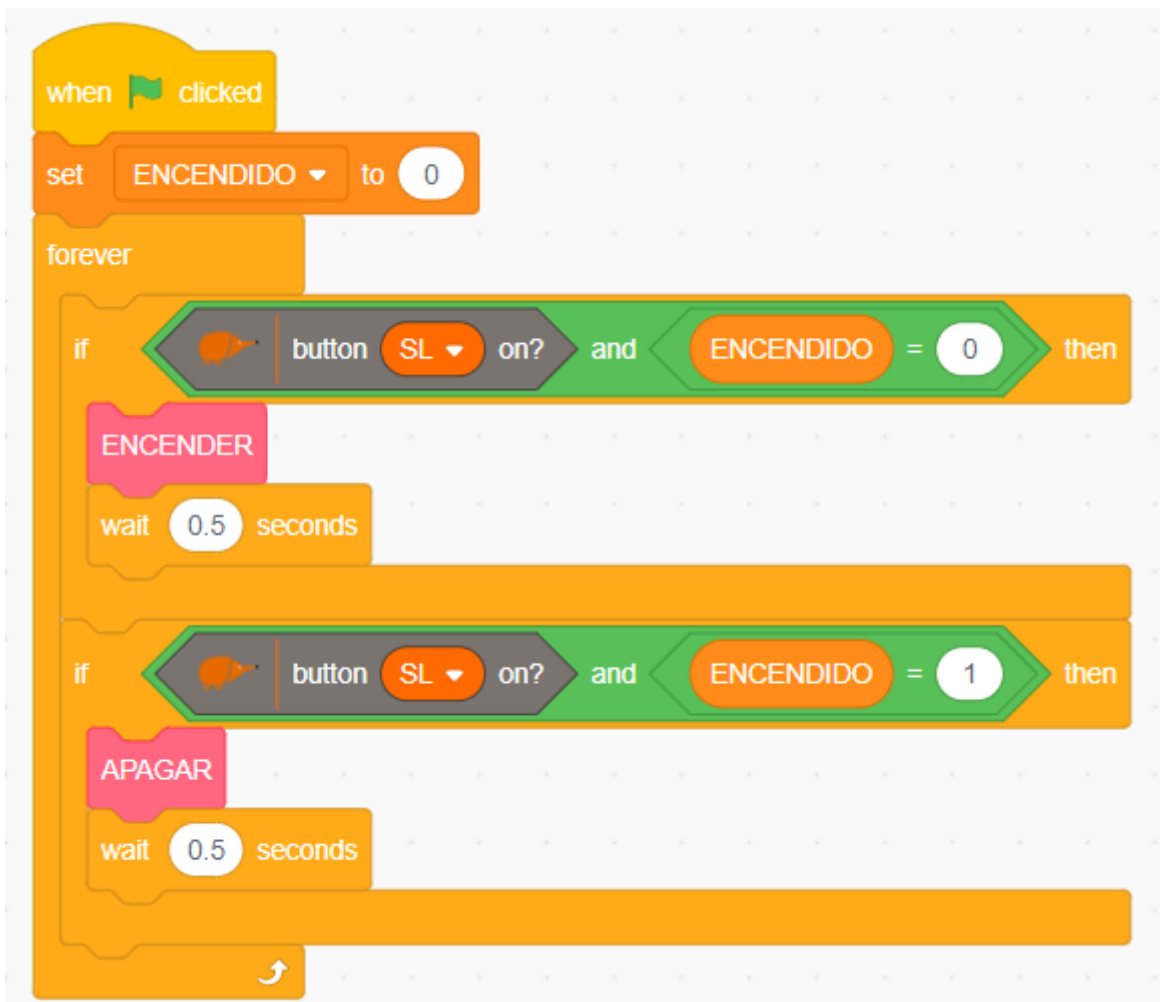 when clicked
set ENCENDIDO to 0
forever
if button SL on? and ENCENDIDO = 0 then
ENCENDER
wait 0.5 seconds
if button SL on? and ENCENDIDO = 1 then
APAGAR
wait 0.5 seconds